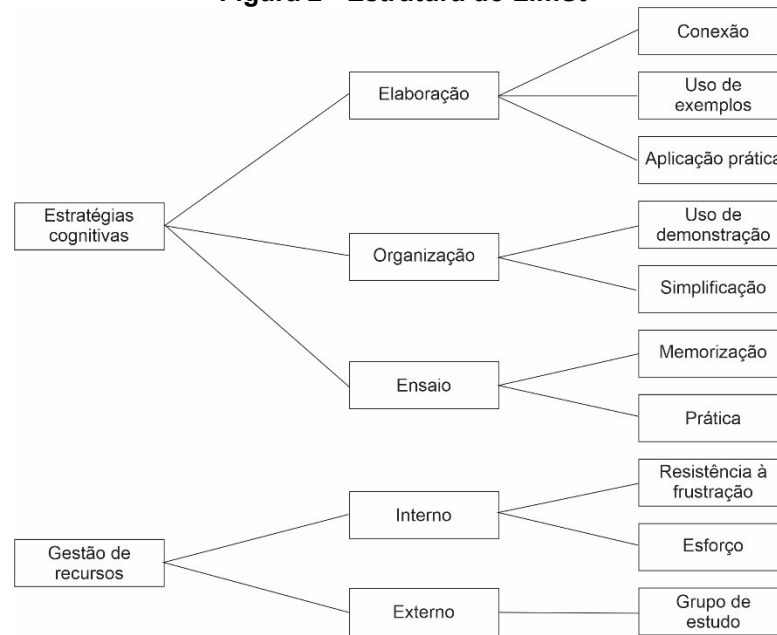 Conexão
Elaboração
Uso de
exemplos
Aplicação prática
Estratégias
cognitivas
Uso de
demonstração
Organização
Simplificação
Memorização
Ensaio
Prática
Resistência à
frustração
Interno
Esforço
Gestão de
recursos
Externo
Grupo de
estudo